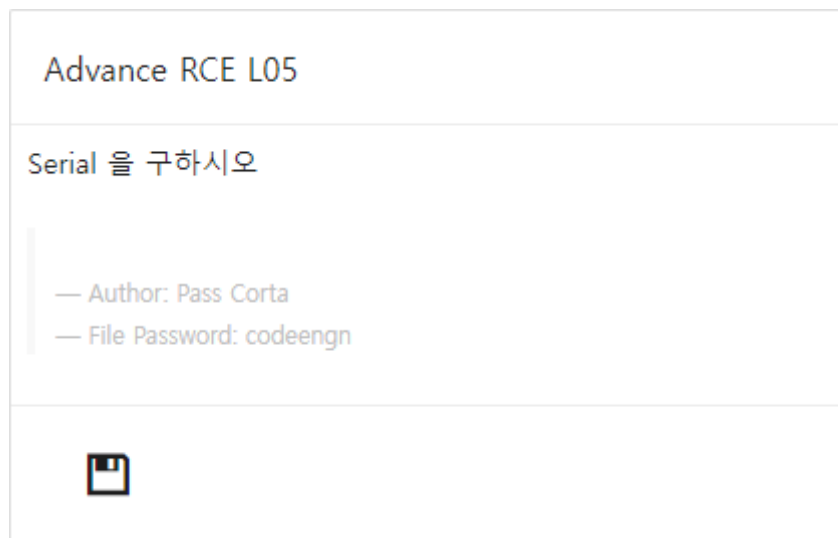 Advance RCE L05
Serial 을 구하시오
— Author: Pass Corta
— File Password: codeengn